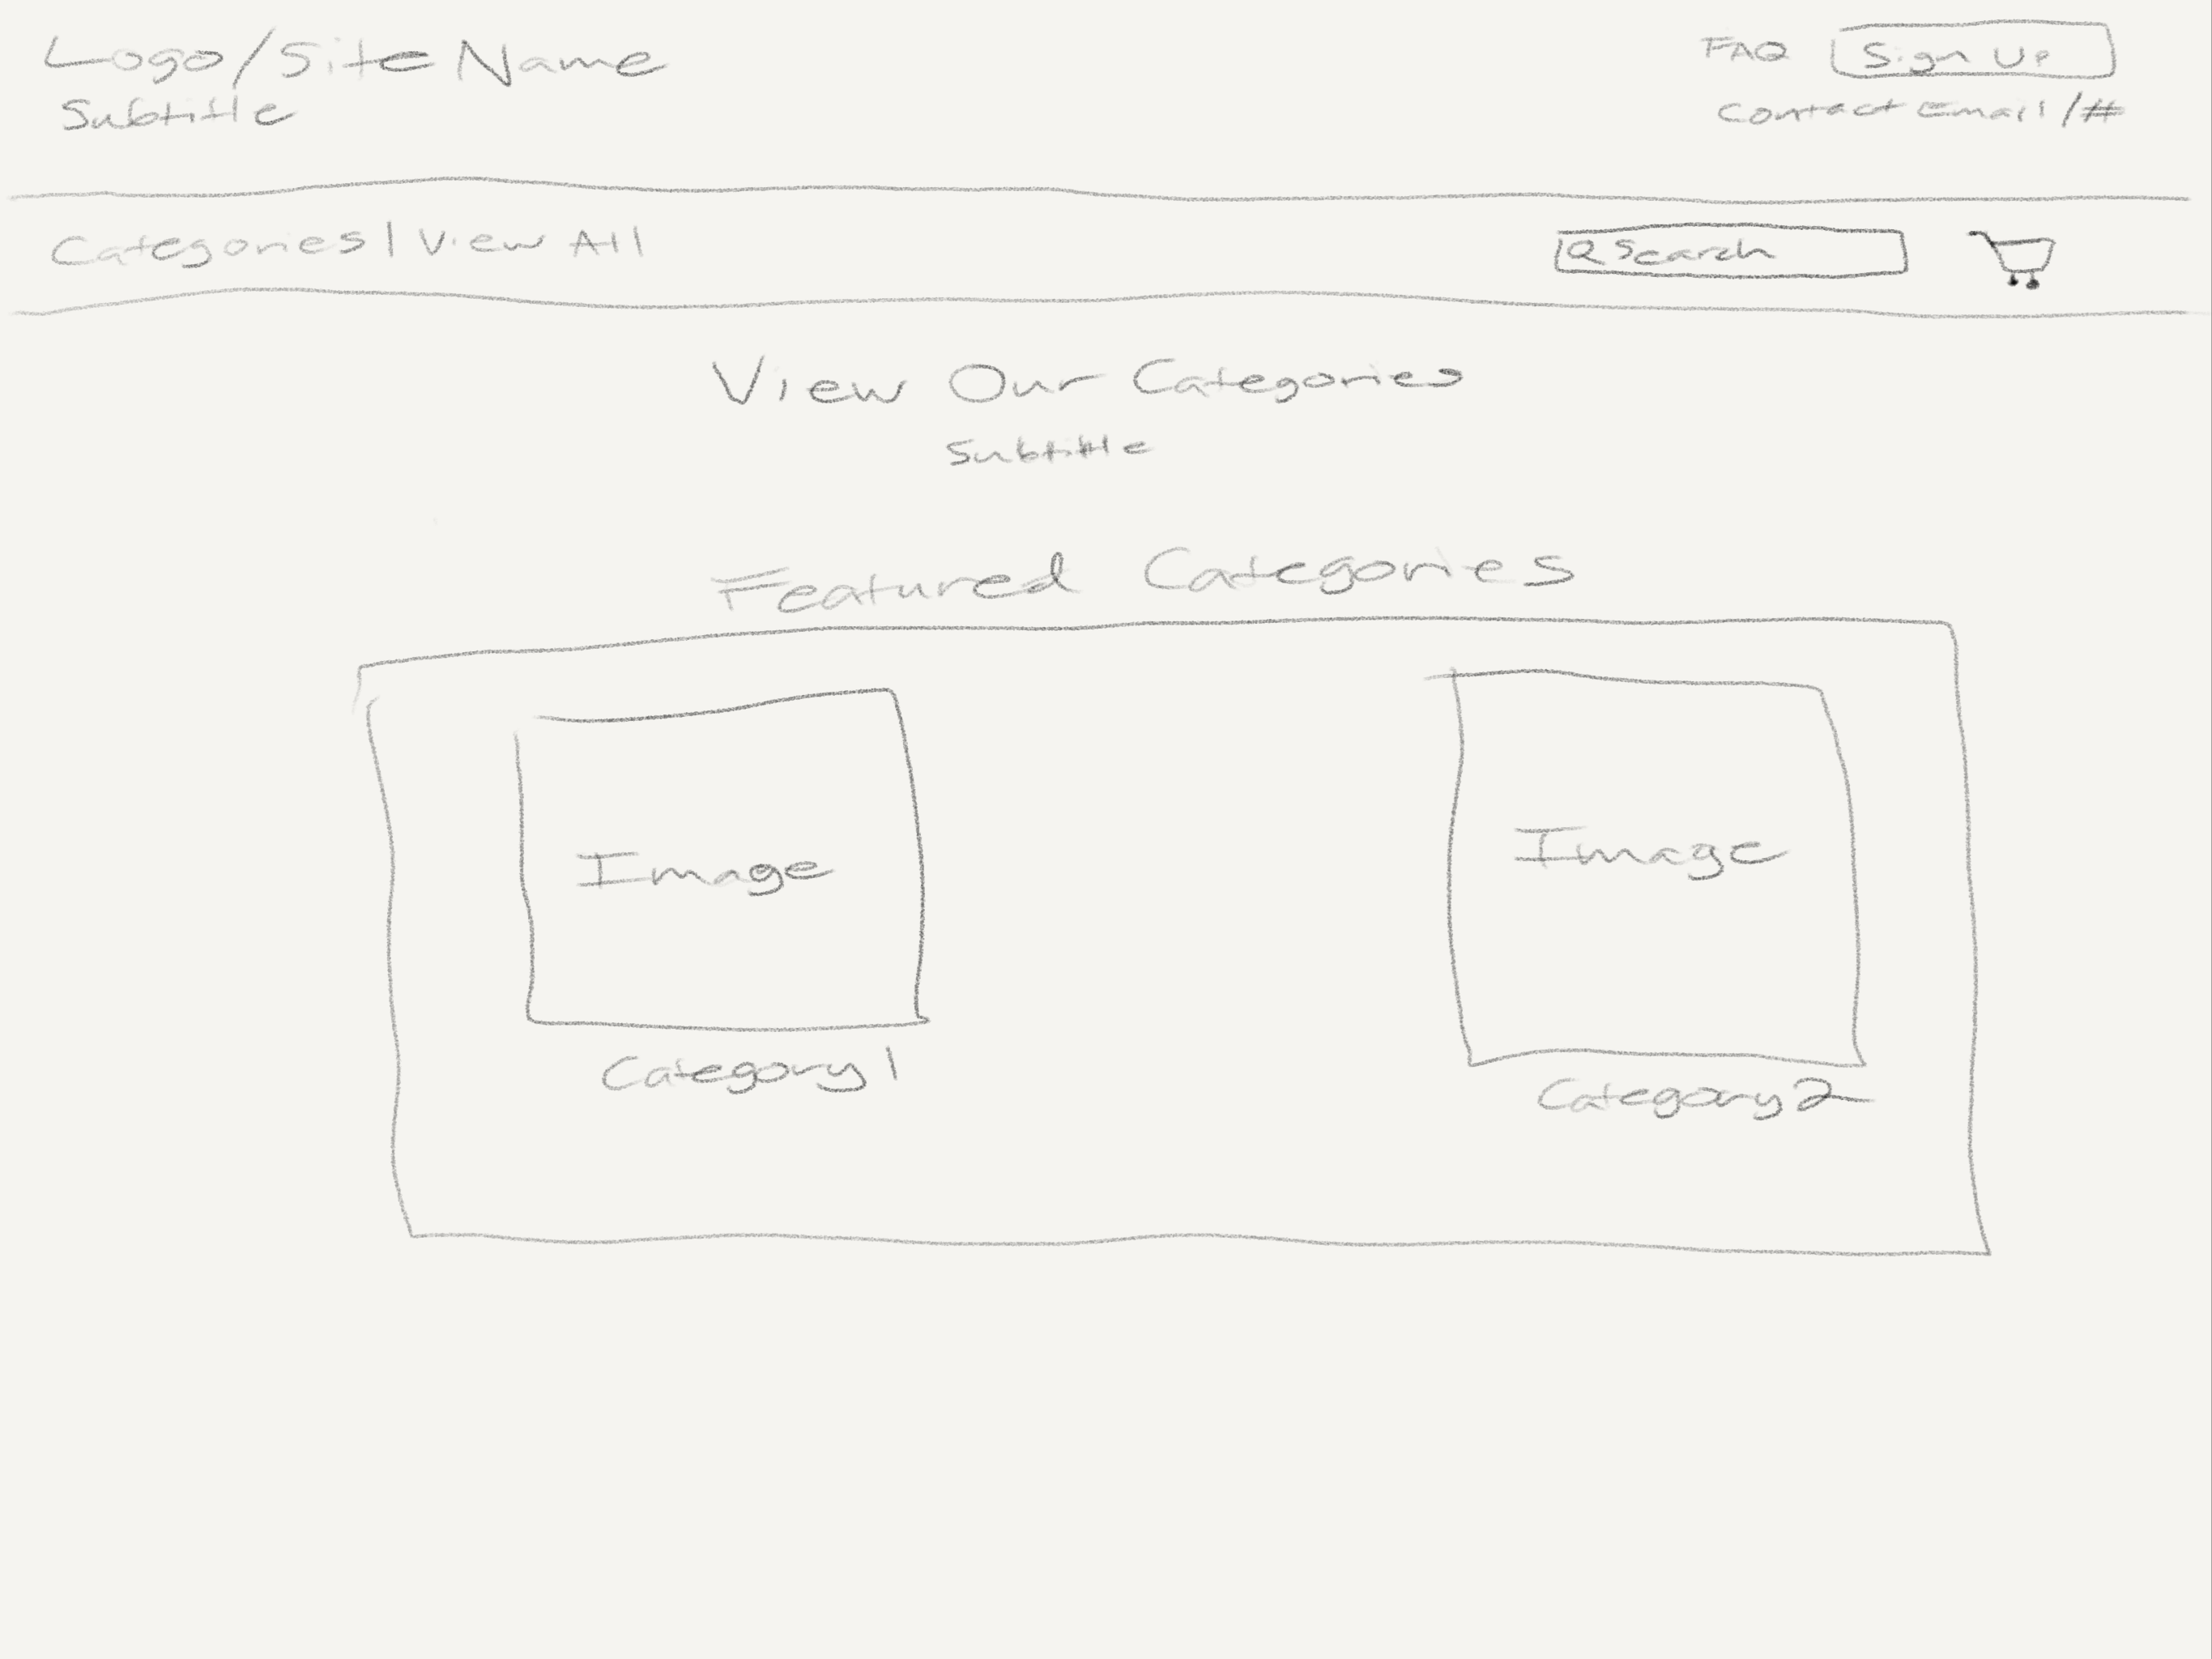 Logo/Site Name
Subtitle
FAQ Sign Up
Contact Email/#
Categories | View All
Search
View Our Categories
Subtitle
Featured Categories
Image
Category 1
Image
Category 2